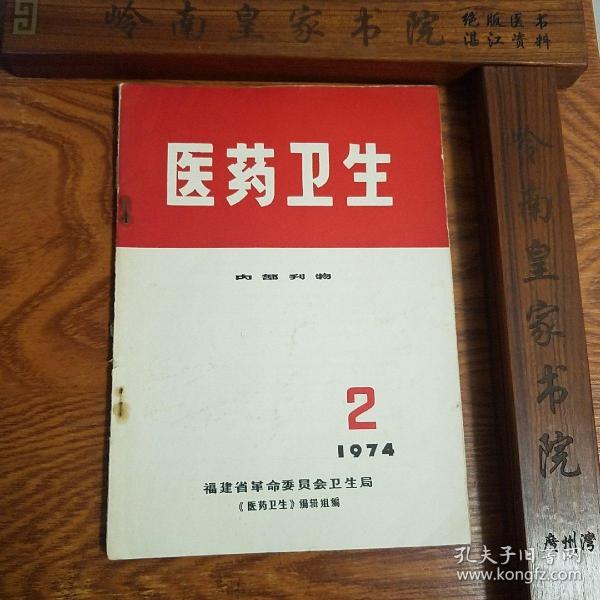 岭南皇家书院
绝版医书
湛江资料
医药卫生
内部刊物
2
1974
福建省革命委员会卫生局
《医药卫生》编辑组编
岭南皇家书院
广州湾
孔夫子旧书网
www.kongfz.com